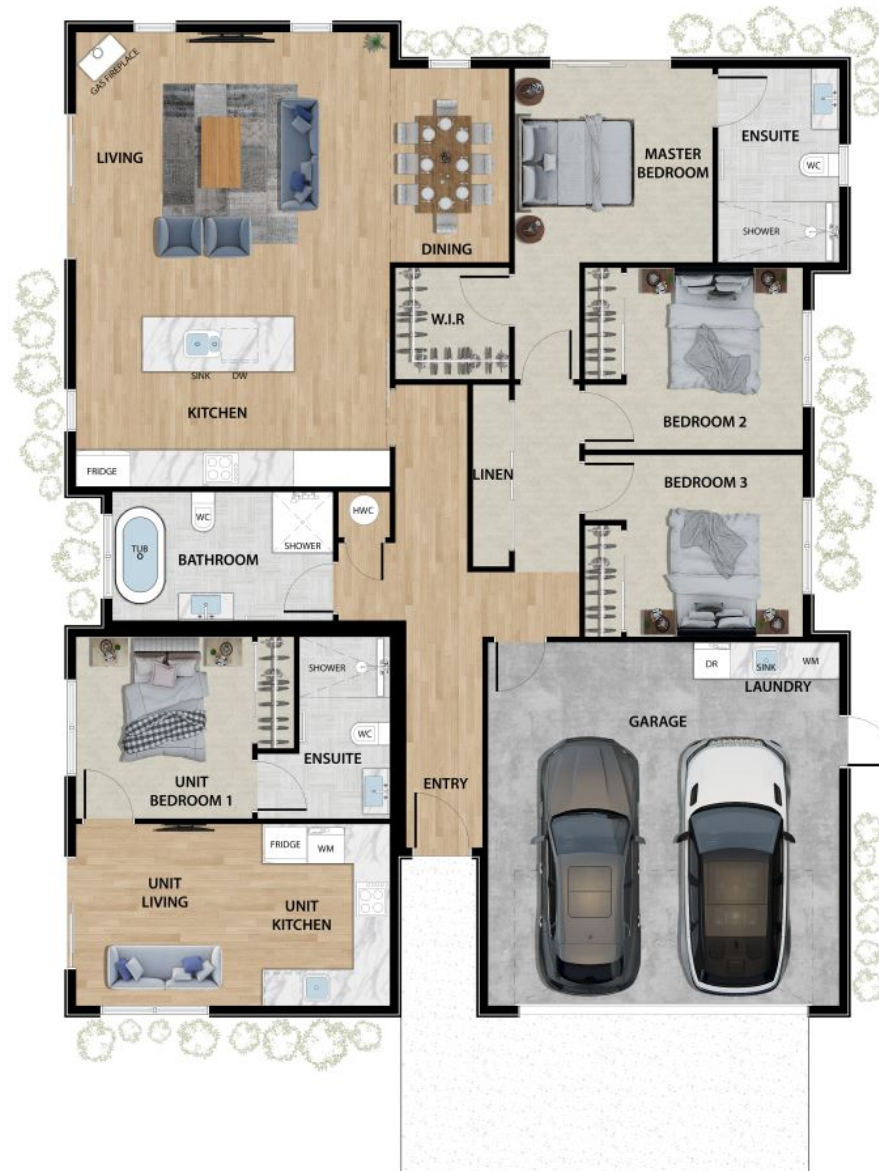 GAS FIREPLACE
LIVING
DINING
MASTER
BEDROOM
ENSUITE
WC
SHOWER
W.I.R
SINK
DW
KITCHEN
FRIDGE
BEDROOM 2
LINEN
BEDROOM 3
WC
HWC
SHOWER
TUB
BATHROOM
SHOWER
WC
ENSUITE
UNIT
BEDROOM 1
ENTRY
DR
SINK
WM
LAUNDRY
GARAGE
FRIDGE
WM
UNIT
LIVING
UNIT
KITCHEN